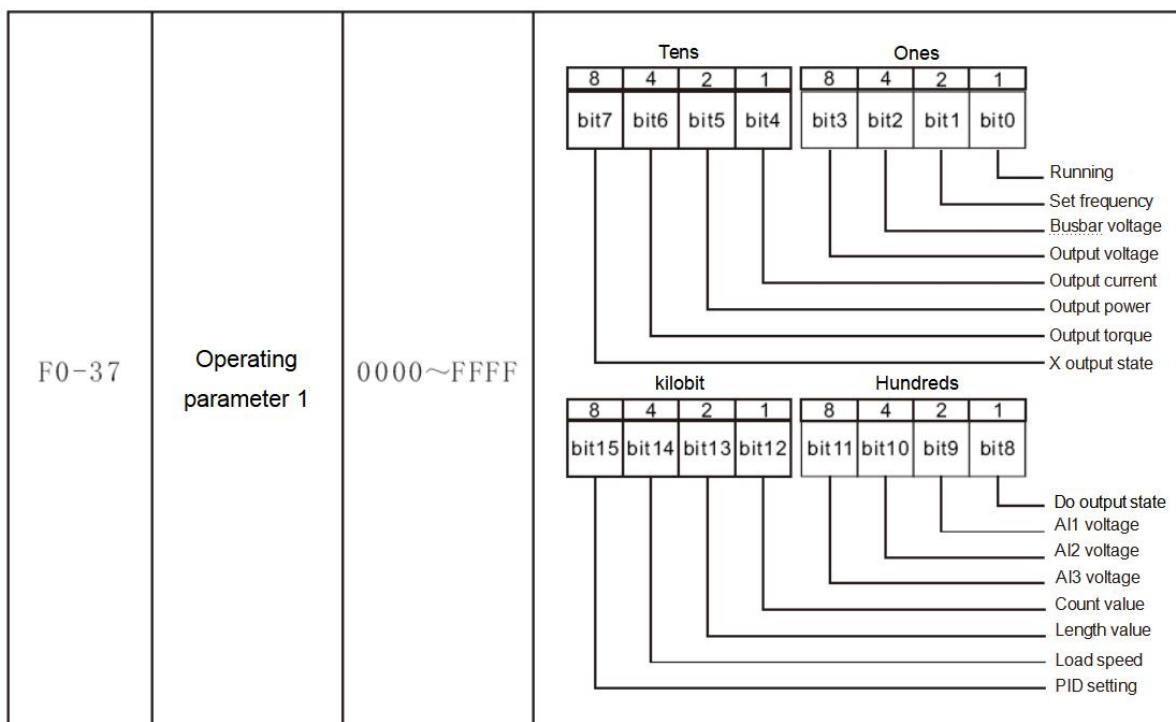 Tens Ones
8 4 2 1 8 4 2 1
bit7 bit6 bit5 bit4 bit3 bit2 bit1 bit0
Running
Set frequency
Busbar voltage
Output voltage
Output current
Output power
Output torque
X output state
F0-37 Operating parameter 1 0000~FFFF
kilobit Hundreds
8 4 2 1 8 4 2 1
bit15 bit14 bit13 bit12 bit11 bit10 bit9 bit8
Do output state
AI1 voltage
AI2 voltage
AI3 voltage
Count value
Length value
Load speed
PID setting